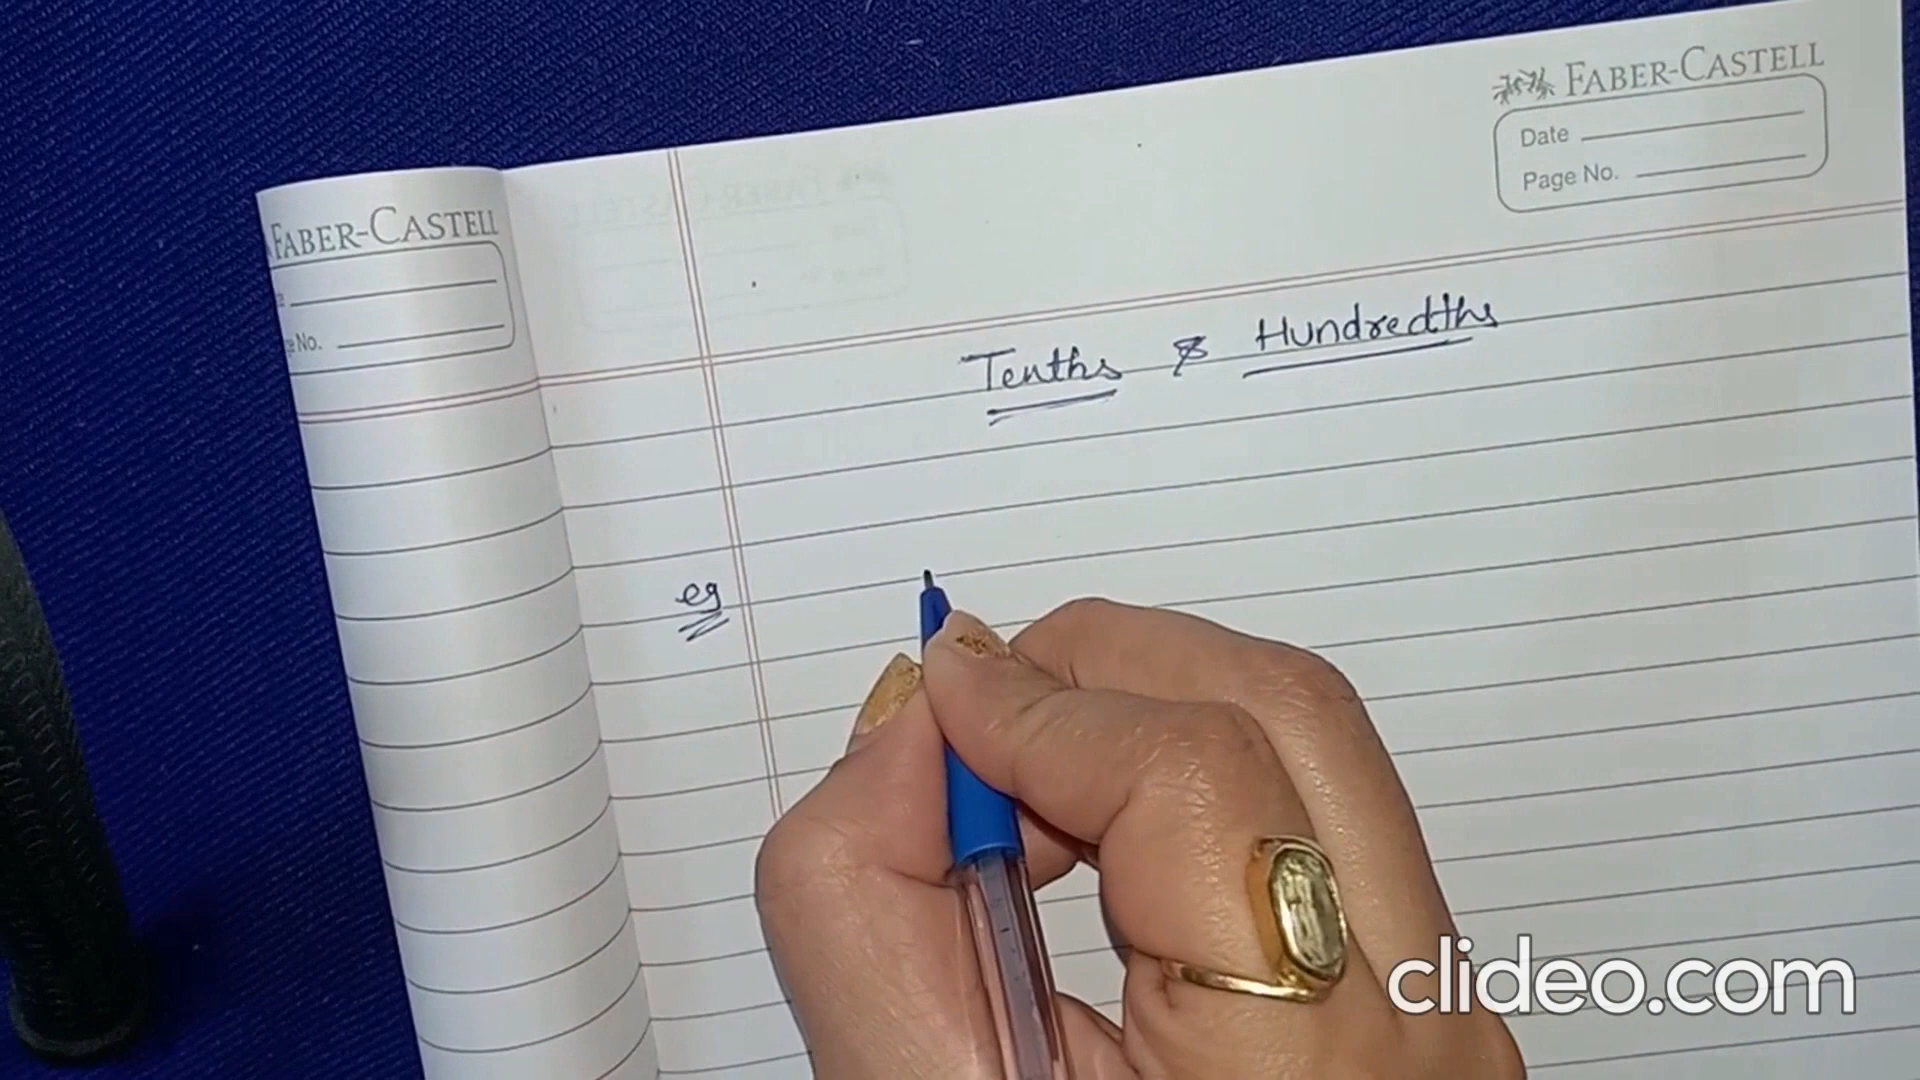 FABER-CASTELL
Date
Page No.
FABER-CASTELL
No.
Tenths & Hundredths
eg
clideo.com